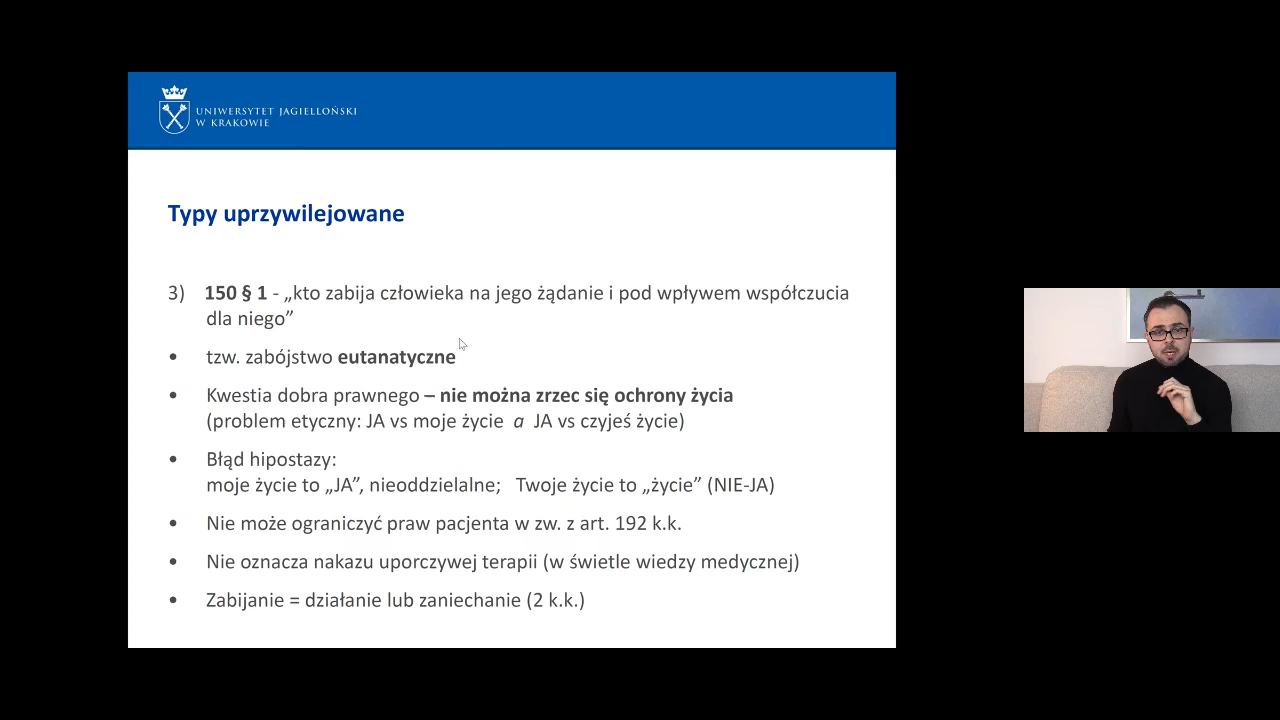 UNIWERSYTET JAGIELLOŃSKI
W KRAKOWIE
Typy uprzywilejowane
3) 150 § 1 - „kto zabija człowieka na jego żądanie i pod wpływem współczucia
dla niego”
• tzw. zabójstwo eutanatyczne
• Kwestia dobra prawnego – nie można zrzec się ochrony życia
(problem etyczny: JA vs moje życie a JA vs czyjeś życie)
• Błąd hipostazy:
moje życie to „JA”, nieoddzielalne; Twoje życie to „życie” (NIE-JA)
• Nie może ograniczyć praw pacjenta w zw. z art. 192 k.k.
• Nie oznacza nakazu uporczywej terapii (w świetle wiedzy medycznej)
• Zabijanie = działanie lub zaniechanie (2 k.k.)